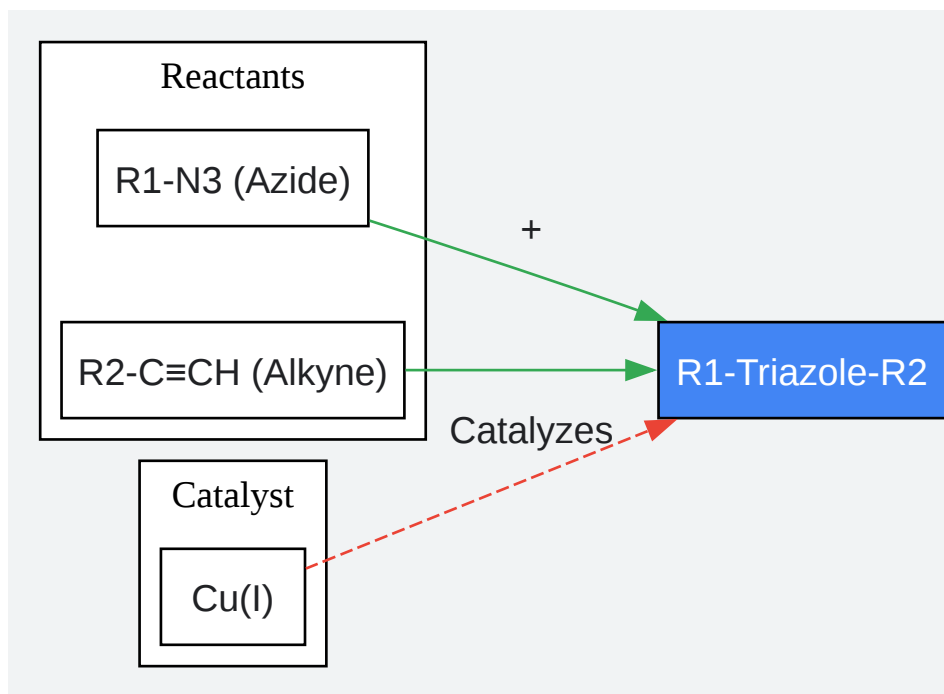 Reactants
R1-N3 (Azide)
+
R2-C≡CH (Alkyne)
R1-Triazole-R2
Catalyzes
Catalyst
Cu(I)